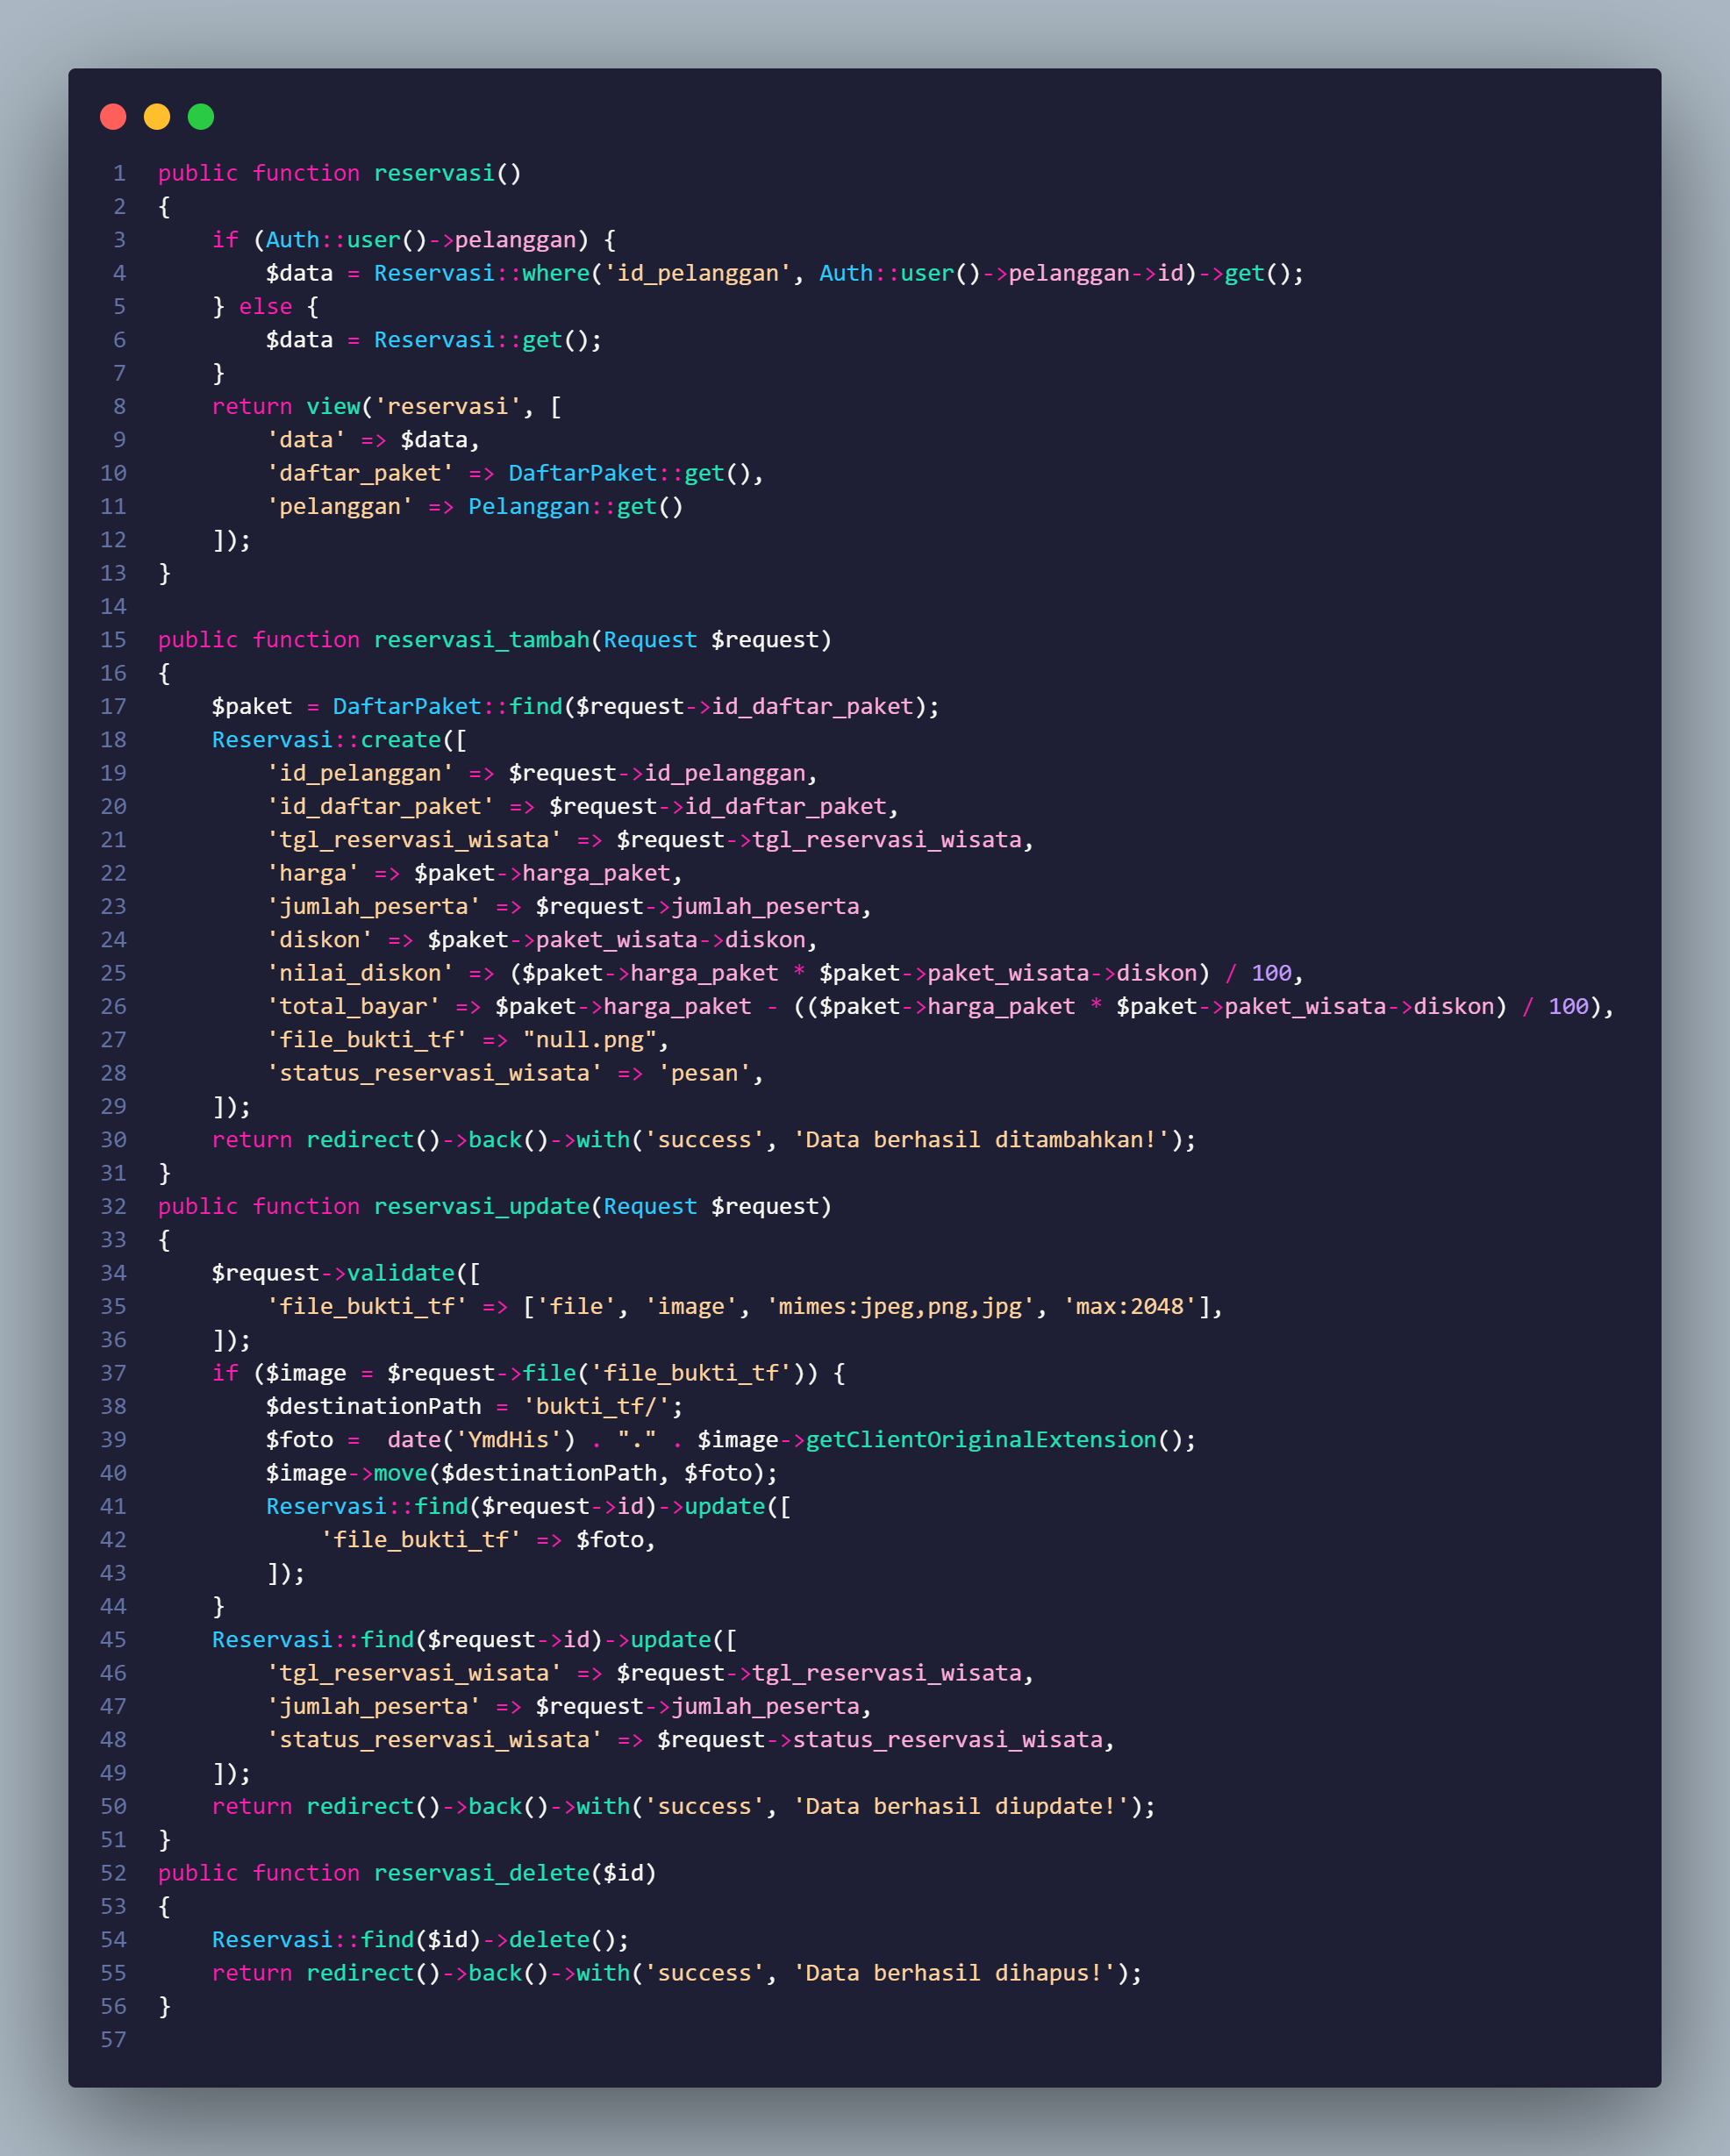 1 public function reservasi()
2 {
3     if (Auth::user()->pelanggan) {
4         $data = Reservasi::where('id_pelanggan', Auth::user()->pelanggan->id)->get();
5     } else {
6         $data = Reservasi::get();
7     }
8     return view('reservasi', [
9         'data' => $data,
10         'daftar_paket' => DaftarPaket::get(),
11         'pelanggan' => Pelanggan::get()
12     ]);
13 }
14
15 public function reservasi_tambah(Request $request)
16 {
17     $paket = DaftarPaket::find($request->id_daftar_paket);
18     Reservasi::create([
19         'id_pelanggan' => $request->id_pelanggan,
20         'id_daftar_paket' => $request->id_daftar_paket,
21         'tgl_reservasi_wisata' => $request->tgl_reservasi_wisata,
22         'harga' => $paket->harga_paket,
23         'jumlah_peserta' => $request->jumlah_peserta,
24         'diskon' => $paket->paket_wisata->diskon,
25         'nilai_diskon' => ($paket->harga_paket * $paket->paket_wisata->diskon) / 100,
26         'total_bayar' => $paket->harga_paket - (($paket->harga_paket * $paket->paket_wisata->diskon) / 100),
27         'file_bukti_tf' => "null.png",
28         'status_reservasi_wisata' => 'pesan',
29     ]);
30     return redirect()->back()->with('success', 'Data berhasil ditambahkan!');
31 }
32 public function reservasi_update(Request $request)
33 {
34     $request->validate([
35         'file_bukti_tf' => ['file', 'image', 'mimes:jpeg,png,jpg', 'max:2048'],
36     ]);
37     if ($image = $request->file('file_bukti_tf')) {
38         $destinationPath = 'bukti_tf/';
39         $foto =  date('YmdHis') . "." . $image->getClientOriginalExtension();
40         $image->move($destinationPath, $foto);
41         Reservasi::find($request->id)->update([
42             'file_bukti_tf' => $foto,
43         ]);
44     }
45     Reservasi::find($request->id)->update([
46         'tgl_reservasi_wisata' => $request->tgl_reservasi_wisata,
47         'jumlah_peserta' => $request->jumlah_peserta,
48         'status_reservasi_wisata' => $request->status_reservasi_wisata,
49     ]);
50     return redirect()->back()->with('success', 'Data berhasil diupdate!');
51 }
52 public function reservasi_delete($id)
53 {
54     Reservasi::find($id)->delete();
55     return redirect()->back()->with('success', 'Data berhasil dihapus!');
56 }
57